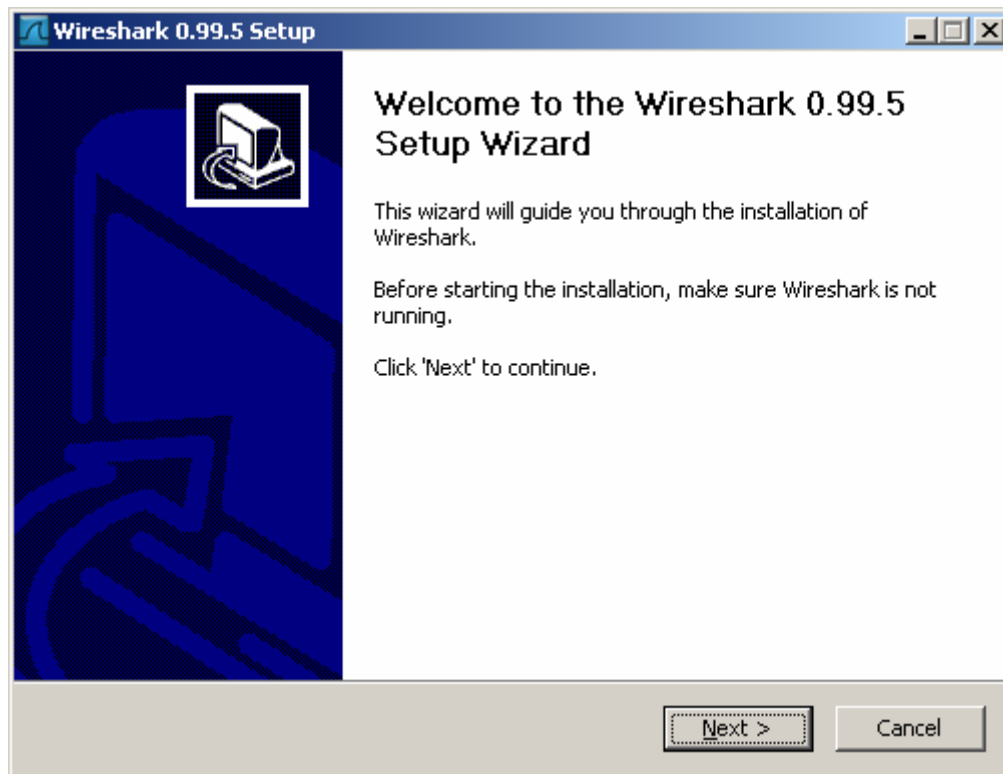 Wireshark 0.99.5 Setup
Welcome to the Wireshark 0.99.5
Setup Wizard
This wizard will guide you through the installation of
Wireshark.
Before starting the installation, make sure Wireshark is not
running.
Click 'Next' to continue.
Next >
Cancel